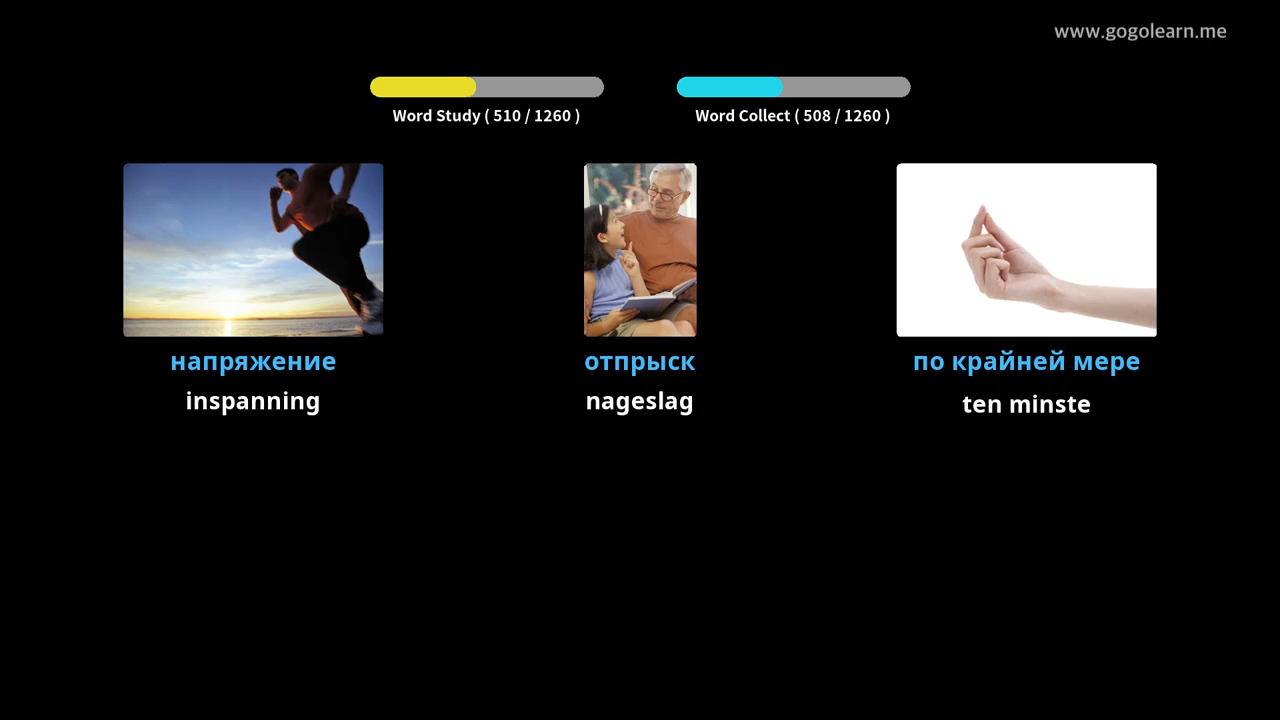 www.gogolearn.me
Word Study ( 510 / 1260 )
Word Collect ( 508 / 1260 )
напряжение
inspanning
отпрыск
nageslag
по крайней мере
ten minste